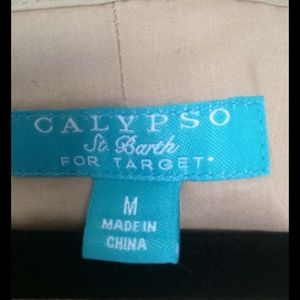 CALYPSO
St. Barth
FOR TARGET*
M
MADE IN
CHINA